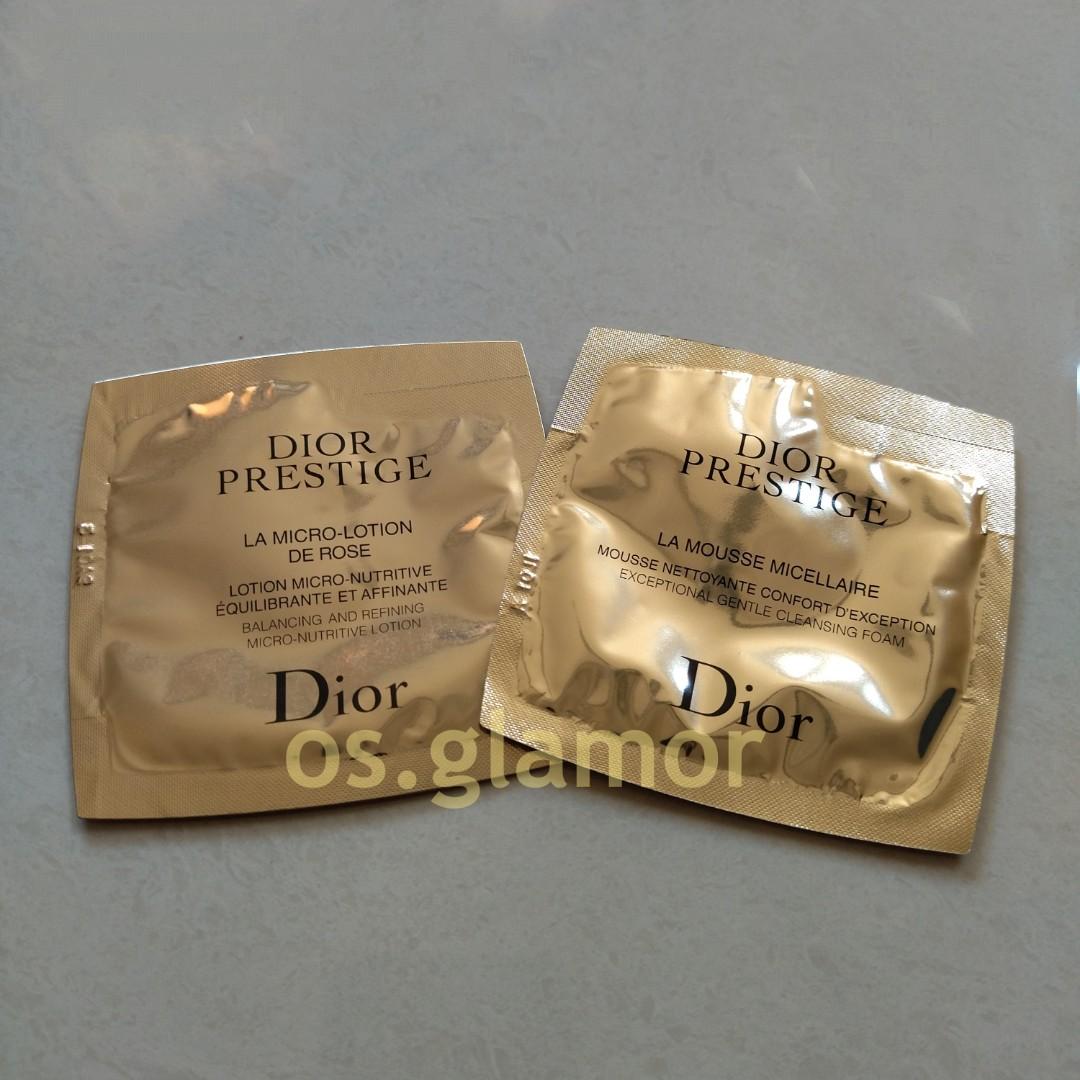 DIOR
PRESTIGE
LA MICRO-LOTION
DE ROSE
LOTION MICRO-NUTRITIVE
ÉQUILIBRANTE ET AFFINANTE
BALANCING AND REFINING
MICRO-NUTRITIVE LOTION
Dior
DIOR
PRESTIGE
LA MOUSSE MICELLAIRE
MOUSSE NETTOYANTE CONFORT D'EXCEPTION
EXCEPTIONAL GENTLE CLEANSING FOAM
Dior
os.glamor